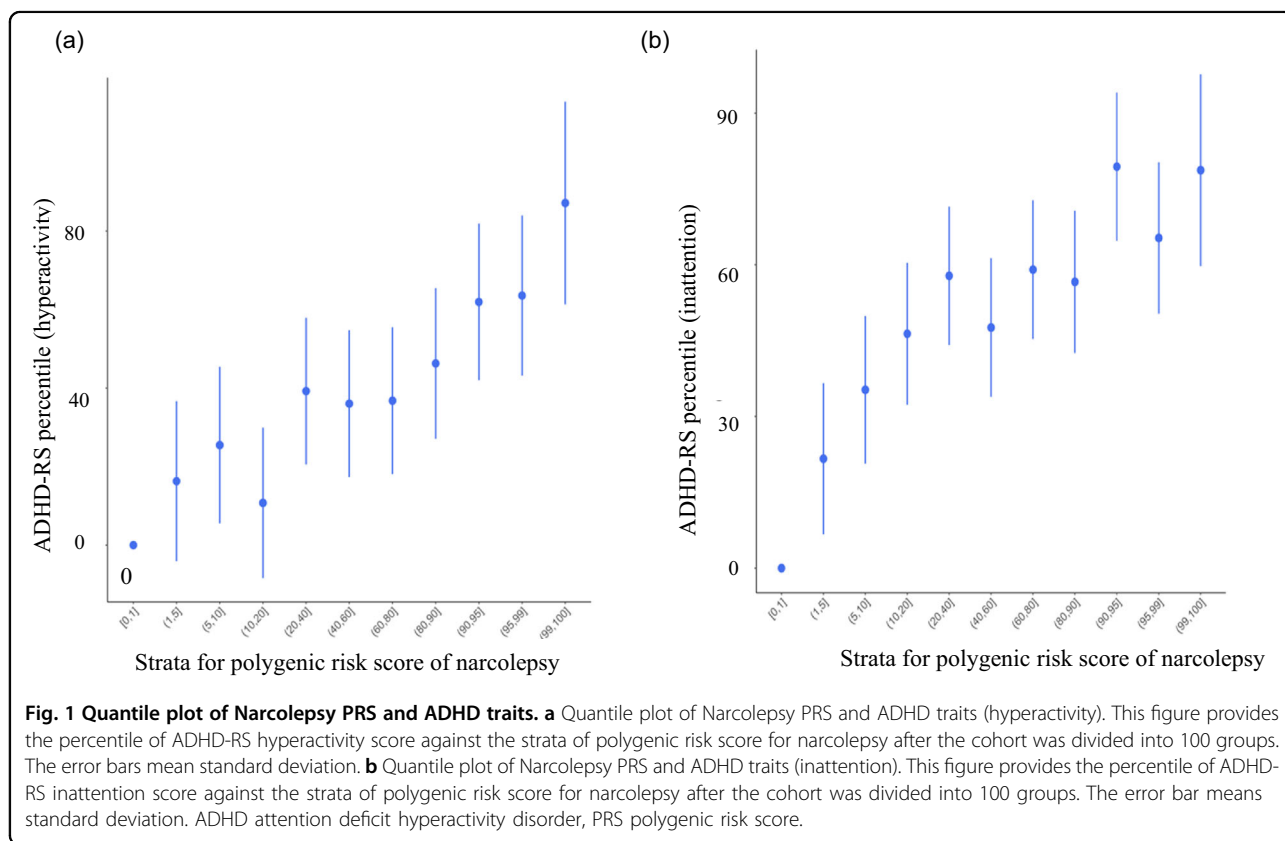 (a)
(b)
ADHD-RS percentile (hyperactivity)
80
40
0
0
[0,1]
(1,5]
(5,10]
(10,20]
(20,40]
(40,60]
(60,80]
(80,90]
(90,95]
(95,99]
(99,100]
Strata for polygenic risk score of narcolepsy
ADHD-RS percentile (inattention)
90
60
30
0
[0,1]
(1,5]
(5,10]
(10,20]
(20,40]
(40,60]
(60,80]
(80,90]
(90,95]
(95,99]
(99,100]
Strata for polygenic risk score of narcolepsy
Fig. 1 Quantile plot of Narcolepsy PRS and ADHD traits. a Quantile plot of Narcolepsy PRS and ADHD traits (hyperactivity). This figure provides
the percentile of ADHD-RS hyperactivity score against the strata of polygenic risk score for narcolepsy after the cohort was divided into 100 groups.
The error bars mean standard deviation. b Quantile plot of Narcolepsy PRS and ADHD traits (inattention). This figure provides the percentile of ADHD-
RS inattention score against the strata of polygenic risk score for narcolepsy after the cohort was divided into 100 groups. The error bar means
standard deviation. ADHD attention deficit hyperactivity disorder, PRS polygenic risk score.